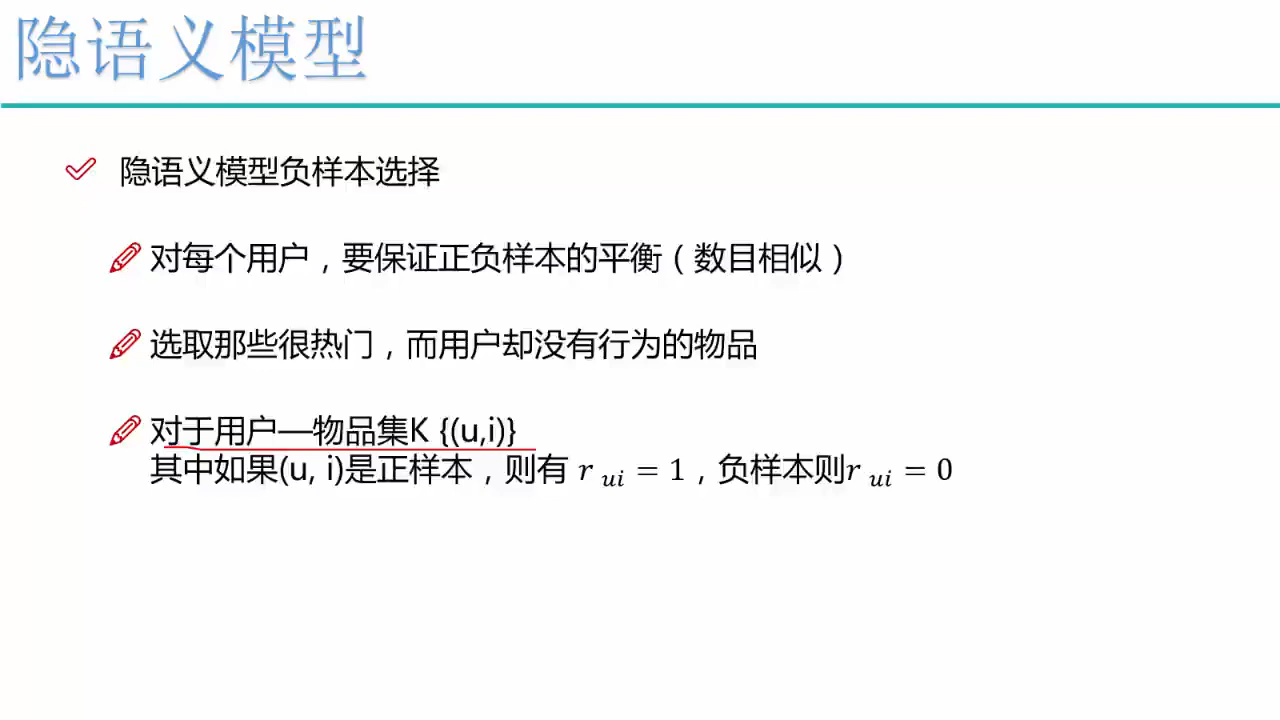 隐语义模型
隐语义模型负样本选择
对每个用户，要保证正负样本的平衡（数目相似）
选取那些很热门，而用户却没有行为的物品
对于用户—物品集K {(u,i)}
其中如果(u, i)是正样本，则有 r ui = 1，负样本则r ui = 0